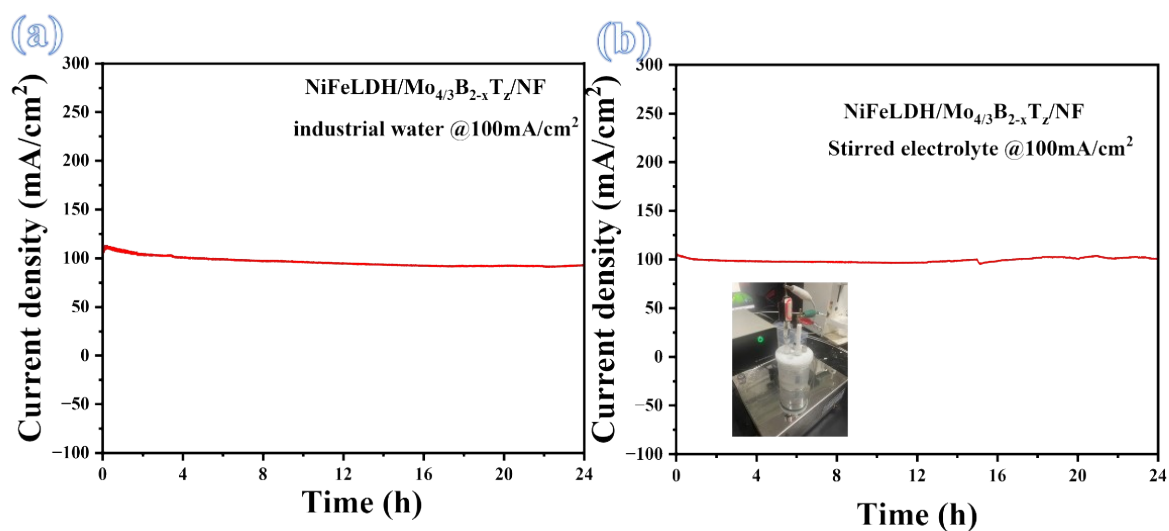 (a)
300
250
200
150
100
50
0
−50
−100
Current density (mA/cm²)
NiFeLDH/Mo₄/₃B₂₋ₓT_z/NF
industrial water @100mA/cm²
0 4 8 12 16 20 24
Time (h)
(b)
300
250
200
150
100
50
0
−50
−100
Current density (mA/cm²)
NiFeLDH/Mo₄/₃B₂₋ₓT_z/NF
Stirred electrolyte @100mA/cm²
0 4 8 12 16 20 24
Time (h)